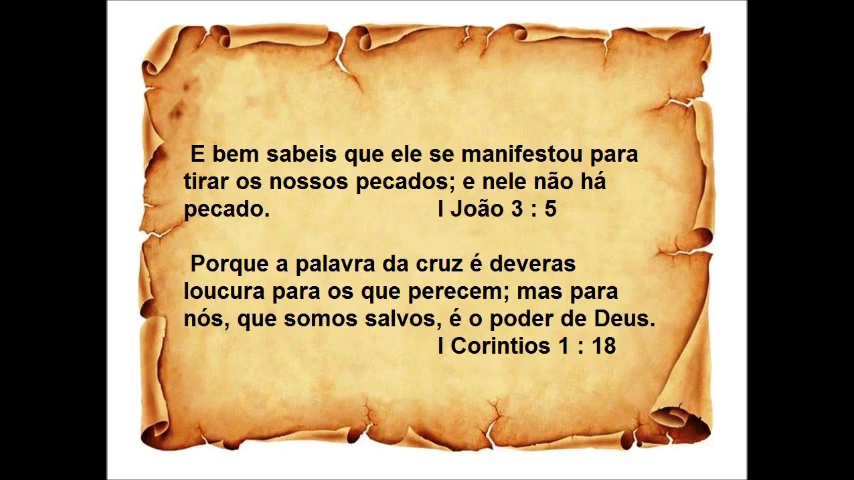 E bem sabeis que ele se manifestou para
tirar os nossos pecados; e nele não há
pecado. I João 3 : 5
Porque a palavra da cruz é deveras
loucura para os que perecem; mas para
nós, que somos salvos, é o poder de Deus.
I Corintios 1 : 18